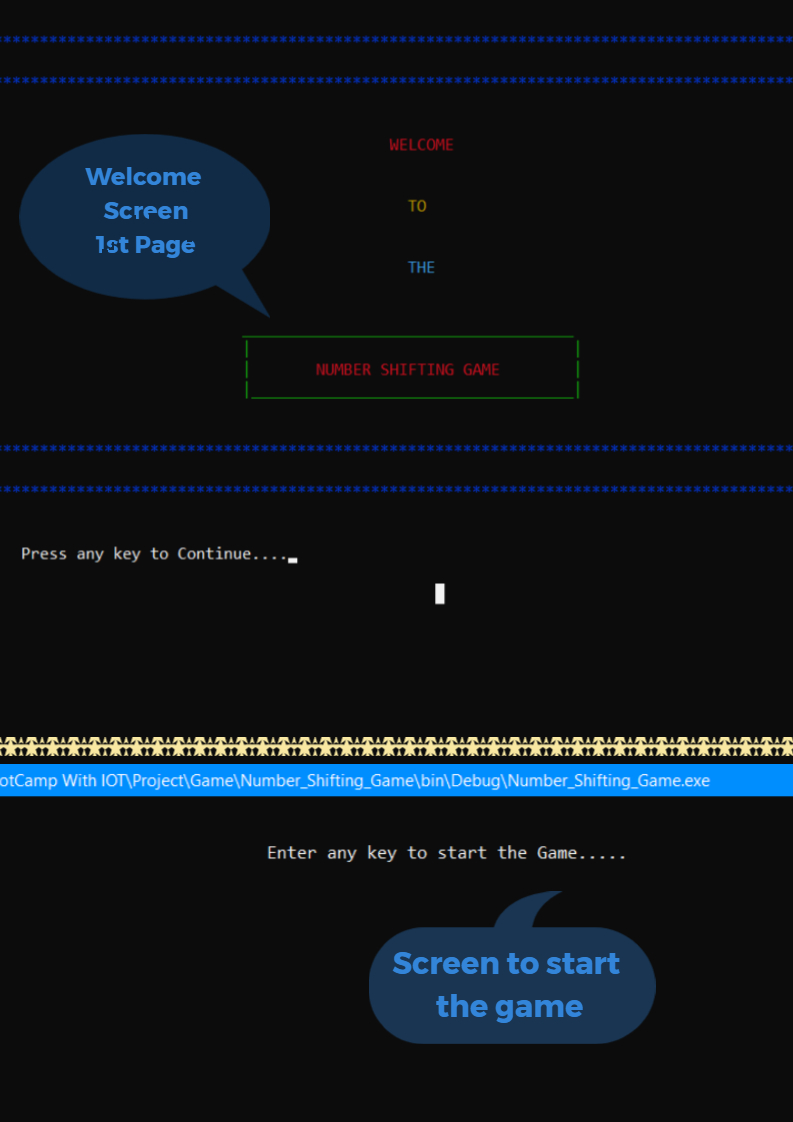 WELCOME
TO
THE
NUMBER SHIFTING GAME
Welcome
Screen
1st Page
Press any key to Continue....
otCamp With IOT\Project\Game\Number_Shifting_Game\bin\Debug\Number_Shifting_Game.exe
Enter any key to start the Game.....
Screen to start
the game